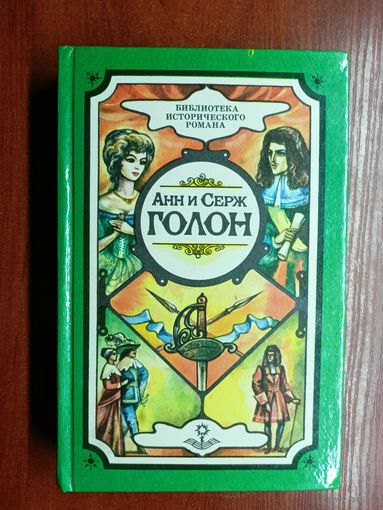 БИБЛИОТЕКА
ИСТОРИЧЕСКОГО
РОМАНА
АНН И СЕРЖ
ГОЛОН